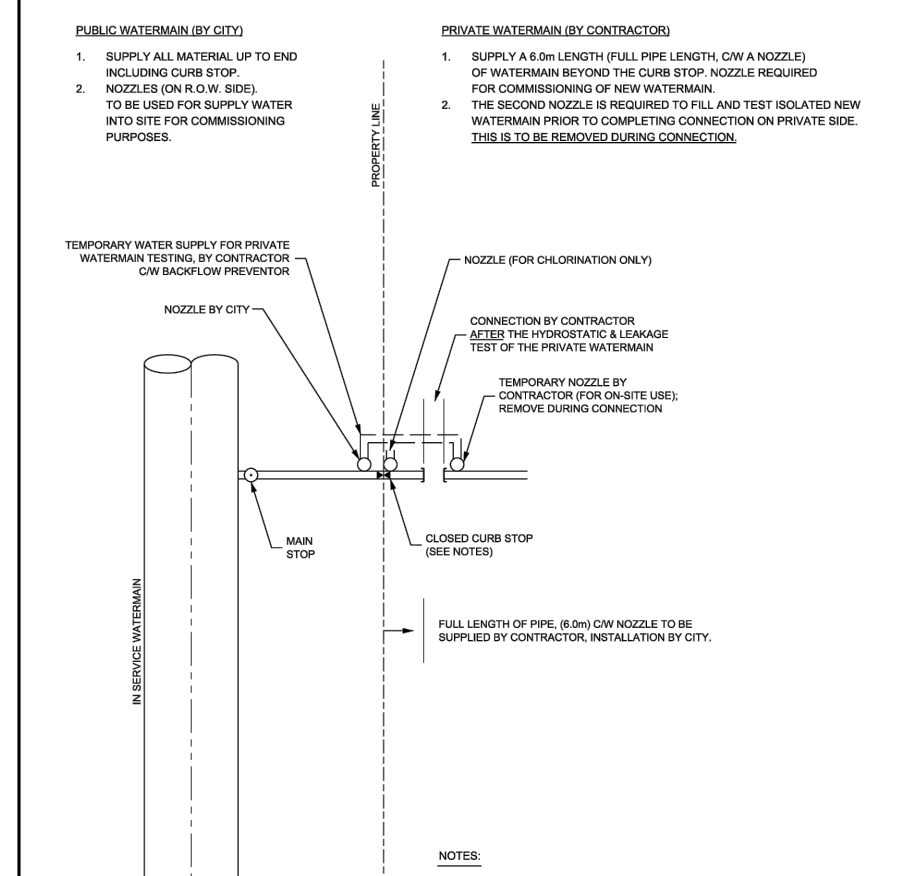 PUBLIC WATERMAIN (BY CITY)
1. SUPPLY ALL MATERIAL UP TO END
INCLUDING CURB STOP.
2. NOZZLES (ON R.O.W. SIDE).
TO BE USED FOR SUPPLY WATER
INTO SITE FOR COMMISSIONING
PURPOSES.
PRIVATE WATERMAIN (BY CONTRACTOR)
1. SUPPLY A 6.0m LENGTH (FULL PIPE LENGTH, C/W A NOZZLE)
OF WATERMAIN BEYOND THE CURB STOP. NOZZLE REQUIRED
FOR COMMISSIONING OF NEW WATERMAIN.
2. THE SECOND NOZZLE IS REQUIRED TO FILL AND TEST ISOLATED NEW
WATERMAIN PRIOR TO COMPLETING CONNECTION ON PRIVATE SIDE.
THIS IS TO BE REMOVED DURING CONNECTION.
PROPERTY LINE
TEMPORARY WATER SUPPLY FOR PRIVATE
WATERMAIN TESTING, BY CONTRACTOR
C/W BACKFLOW PREVENTOR
NOZZLE BY CITY
NOZZLE (FOR CHLORINATION ONLY)
CONNECTION BY CONTRACTOR
AFTER THE HYDROSTATIC & LEAKAGE
TEST OF THE PRIVATE WATERMAIN
TEMPORARY NOZZLE BY
CONTRACTOR (FOR ON-SITE USE);
REMOVE DURING CONNECTION
MAIN
STOP
CLOSED CURB STOP
(SEE NOTES)
IN SERVICE WATERMAIN
FULL LENGTH OF PIPE, (6.0m) C/W NOZZLE TO BE
SUPPLIED BY CONTRACTOR, INSTALLATION BY CITY.
NOTES: